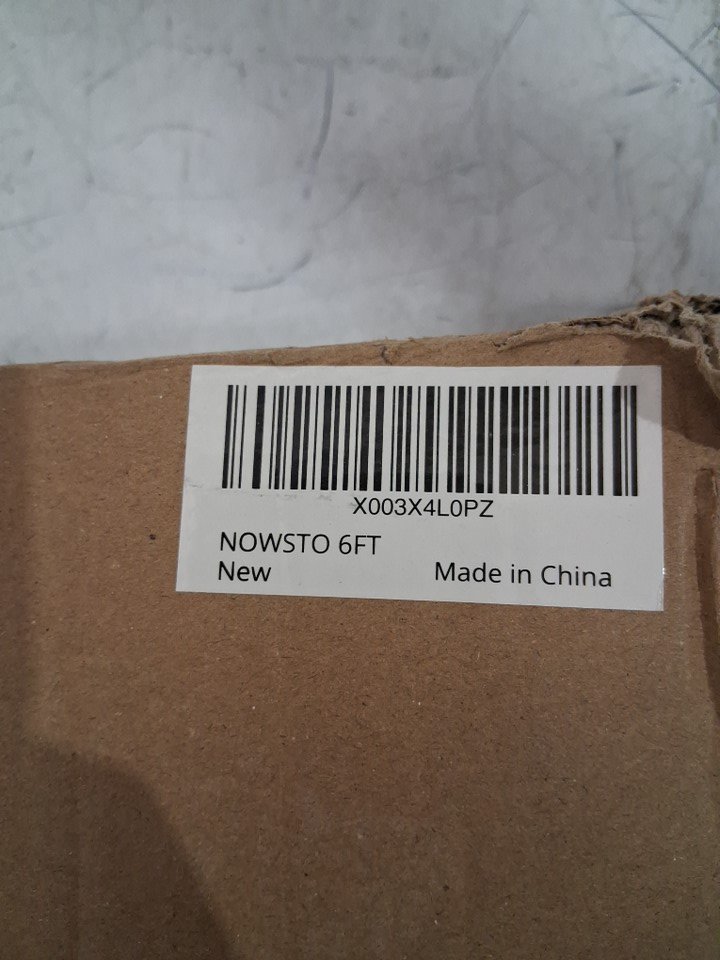 X003X4L0PZ
NOWSTO 6FT
New
Made in China